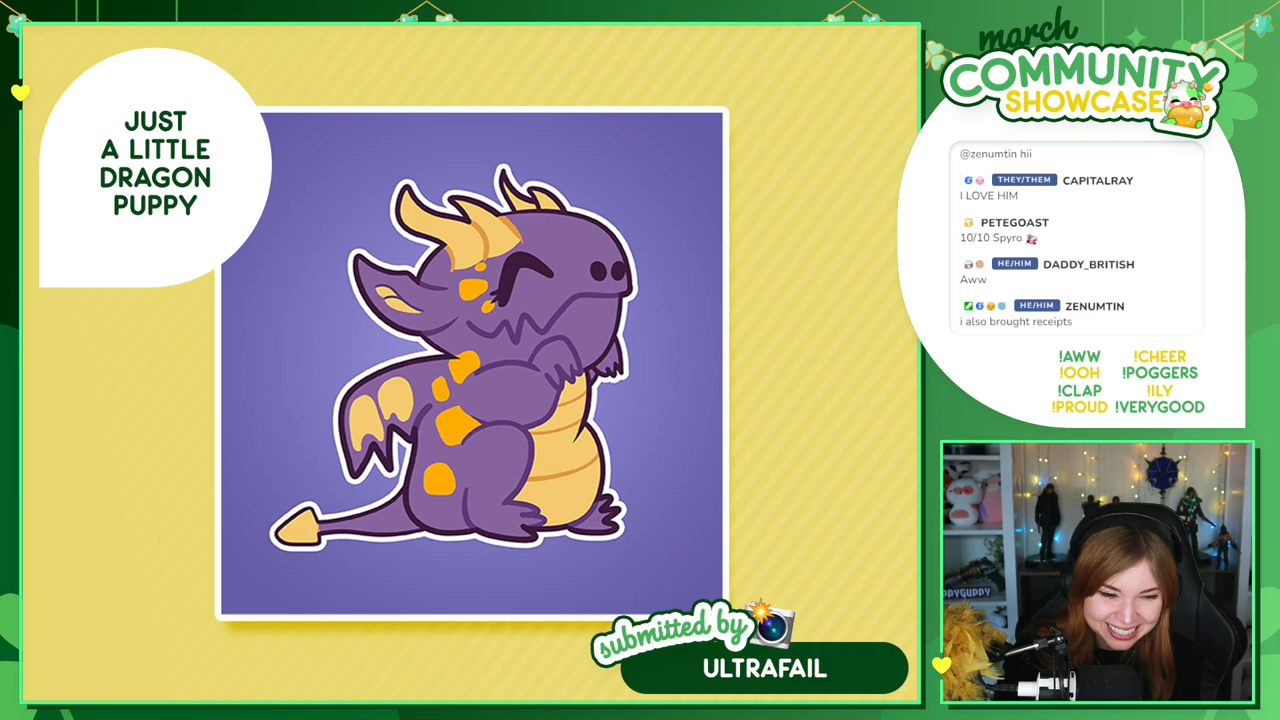 JUST
A LITTLE
DRAGON
PUPPY
submitted by
ULTRAFAIL
march
COMMUNITY
SHOWCASE
@zenumtin hii
THEY/THEM CAPITALRAY
I LOVE HIM
PETEGOAST
10/10 Spyro
HE/HIM DADDY_BRITISH
Aww
HE/HIM ZENUMTIN
i also brought receipts
!AWW !CHEER
!OOH !POGGERS
!CLAP !ILY
!PROUD !VERYGOOD
PPYGUPPY